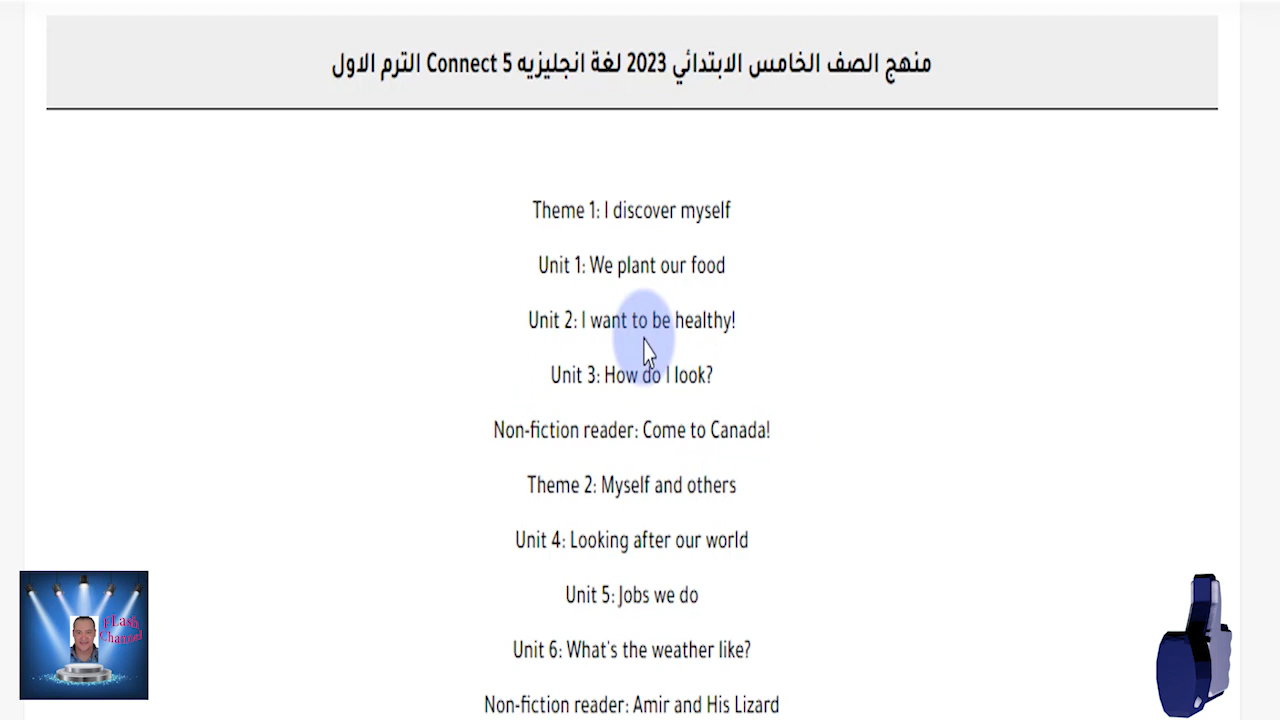 منهج الصف الخامس الابتدائي 2023 لغة انجليزيه Connect 5 الترم الاول
Theme 1: I discover myself
Unit 1: We plant our food
Unit 2: I want to be healthy!
Unit 3: How do I look?
Non-fiction reader: Come to Canada!
Theme 2: Myself and others
Unit 4: Looking after our world
Unit 5: Jobs we do
Unit 6: What's the weather like?
Non-fiction reader: Amir and His Lizard
fLash
Channel